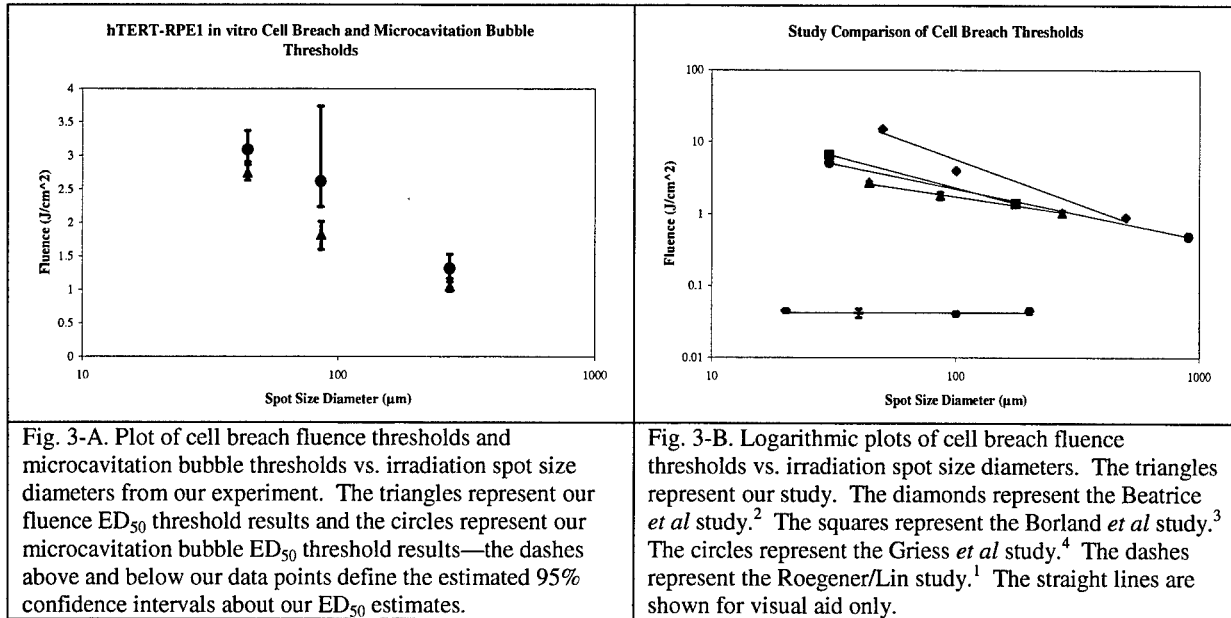 hTERT-RPE1 in vitro Cell Breach and Microcavitation Bubble
Thresholds
4
3.5
3
2.5
2
1.5
1
0.5
0
Fluence (J/cm^2)
10
100
1000
Spot Size Diameter (µm)
Study Comparison of Cell Breach Thresholds
100
10
1
0.1
0.01
Fluence (J/cm^2)
10
100
1000
Spot Size Diameter (µm)
Fig. 3-A. Plot of cell breach fluence thresholds and
microcavitation bubble thresholds vs. irradiation spot size
diameters from our experiment. The triangles represent our
fluence ED50 threshold results and the circles represent our
microcavitation bubble ED50 threshold results—the dashes
above and below our data points define the estimated 95%
confidence intervals about our ED50 estimates.
Fig. 3-B. Logarithmic plots of cell breach fluence
thresholds vs. irradiation spot size diameters. The triangles
represent our study. The diamonds represent the Beatrice
et al study.2 The squares represent the Borland et al study.3
The circles represent the Griess et al study.4 The dashes
represent the Roegener/Lin study.1 The straight lines are
shown for visual aid only.